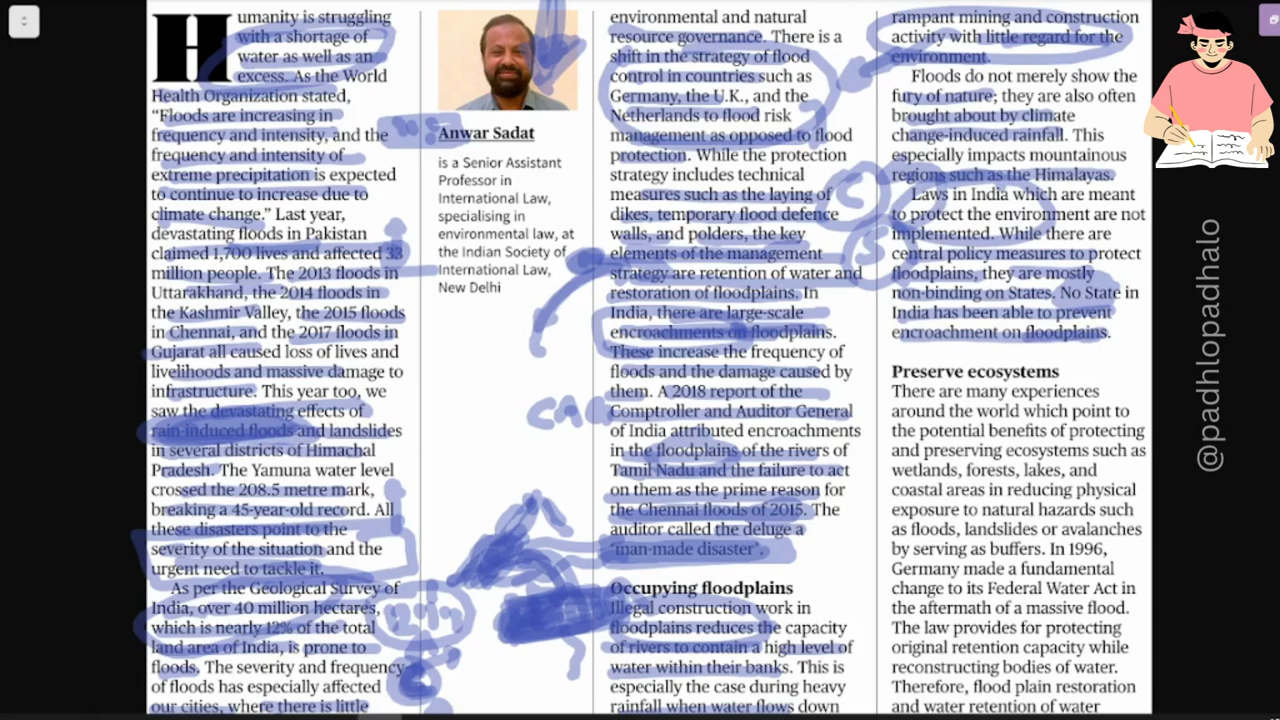 Humanity is struggling
with a shortage of
water as well as an
excess. As the World
Health Organization stated,
“Floods are increasing in
frequency and intensity, and the
frequency and intensity of
extreme precipitation is expected
to continue to increase due to
climate change.” Last year,
devastating floods in Pakistan
claimed 1,700 lives and affected 33
million people. The 2013 floods in
Uttarakhand, the 2014 floods in
the Kashmir Valley, the 2015 floods
in Chennai, and the 2017 floods in
Gujarat all caused loss of lives and
livelihoods and massive damage to
infrastructure. This year too, we
saw the devastating effects of
rain-induced floods and landslides
in several districts of Himachal
Pradesh. The Yamuna water level
crossed the 208.5 metre mark,
breaking a 45-year-old record. All
these disasters point to the
severity of the situation and the
urgent need to tackle it.
As per the Geological Survey of
India, over 40 million hectares,
which is nearly 12% of the total
land area of India, is prone to
floods. The severity and frequency
of floods has especially affected
our cities, where there is little
Anwar Sadat
is a Senior Assistant
Professor in
International Law,
specialising in
environmental law, at
the Indian Society of
International Law,
New Delhi
CAG
environmental and natural
resource governance. There is a
shift in the strategy of flood
control in countries such as
Germany, the U.K., and the
Netherlands to flood risk
management as opposed to flood
protection. While the protection
strategy includes technical
measures such as the laying of
dikes, temporary flood defence
walls, and polders, the key
elements of the management
strategy are retention of water and
restoration of floodplains. In
India, there are large-scale
encroachments on floodplains.
These increase the frequency of
floods and the damage caused by
them. A 2018 report of the
Comptroller and Auditor General
of India attributed encroachments
in the floodplains of the rivers of
Tamil Nadu and the failure to act
on them as the prime reason for
the Chennai floods of 2015. The
auditor called the deluge a
‘man-made disaster’.
Occupying floodplains
Illegal construction work in
floodplains reduces the capacity
of rivers to contain a high level of
water within their banks. This is
especially the case during heavy
rainfall when water flows down
rampant mining and construction
activity with little regard for the
environment.
Floods do not merely show the
fury of nature; they are also often
brought about by climate
change-induced rainfall. This
especially impacts mountainous
regions such as the Himalayas.
Laws in India which are meant
to protect the environment are not
implemented. While there are
central policy measures to protect
floodplains, they are mostly
non-binding on States. No State in
India has been able to prevent
encroachment on floodplains.
Preserve ecosystems
There are many experiences
around the world which point to
the potential benefits of protecting
and preserving ecosystems such as
wetlands, forests, lakes, and
coastal areas in reducing physical
exposure to natural hazards such
as floods, landslides or avalanches
by serving as buffers. In 1996,
Germany made a fundamental
change to its Federal Water Act in
the aftermath of a massive flood.
The law provides for protecting
original retention capacity while
reconstructing bodies of water.
Therefore, flood plain restoration
and water retention of water
@padhlopadhalo